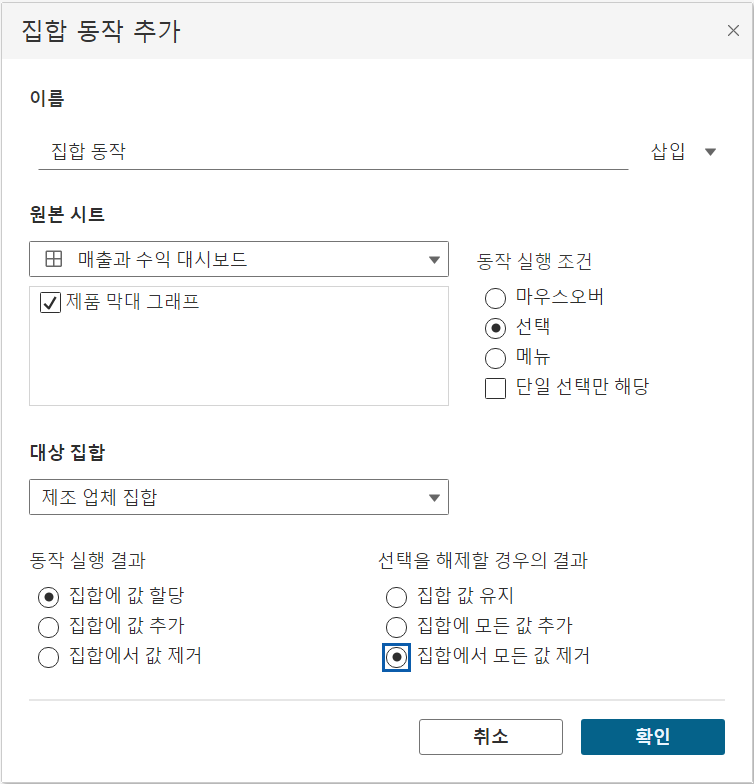 집합 동작 추가
이름
집합 동작 삽입
원본 시트
매출과 수익 대시보드
제품 막대 그래프
동작 실행 조건
마우스오버
선택
메뉴
단일 선택만 해당
대상 집합
제조 업체 집합
동작 실행 결과
집합에 값 할당
집합에 값 추가
집합에서 값 제거
선택을 해제할 경우의 결과
집합 값 유지
집합에 모든 값 추가
집합에서 모든 값 제거
취소 확인